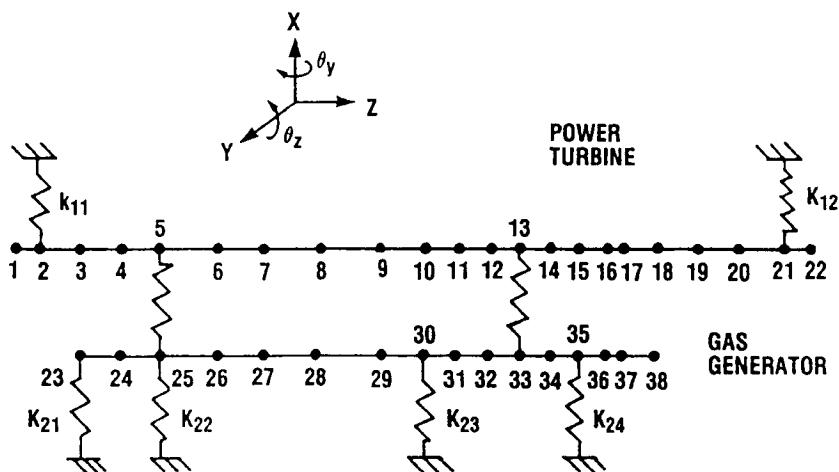 X
θy
Z
Y
θz
POWER
TURBINE
k11
K12
5
13
1 2 3 4 6 7 8 9 10 11 12 14 15 16 17 18 19 20 21 22
30
35
GAS
GENERATOR
23 24 25 26 27 28 29 31 32 33 34 36 37 38
K21
K22
K23
K24